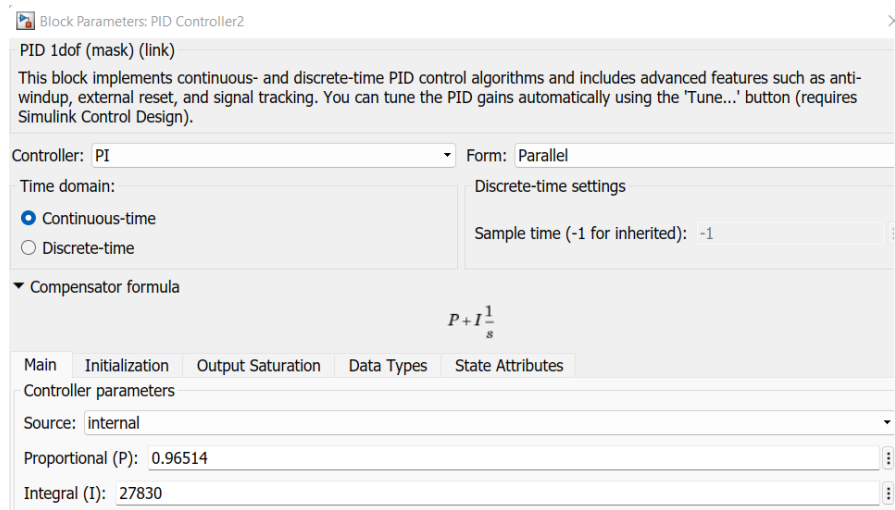 Block Parameters: PID Controller2
PID 1dof (mask) (link)
This block implements continuous- and discrete-time PID control algorithms and includes advanced features such as anti-
windup, external reset, and signal tracking. You can tune the PID gains automatically using the 'Tune...' button (requires
Simulink Control Design).
Controller: PI Form: Parallel
Time domain: Discrete-time settings
Continuous-time
Sample time (-1 for inherited): -1
Discrete-time
Compensator formula
P + I 1/s
Main Initialization Output Saturation Data Types State Attributes
Controller parameters
Source: internal
Proportional (P): 0.96514
Integral (I): 27830